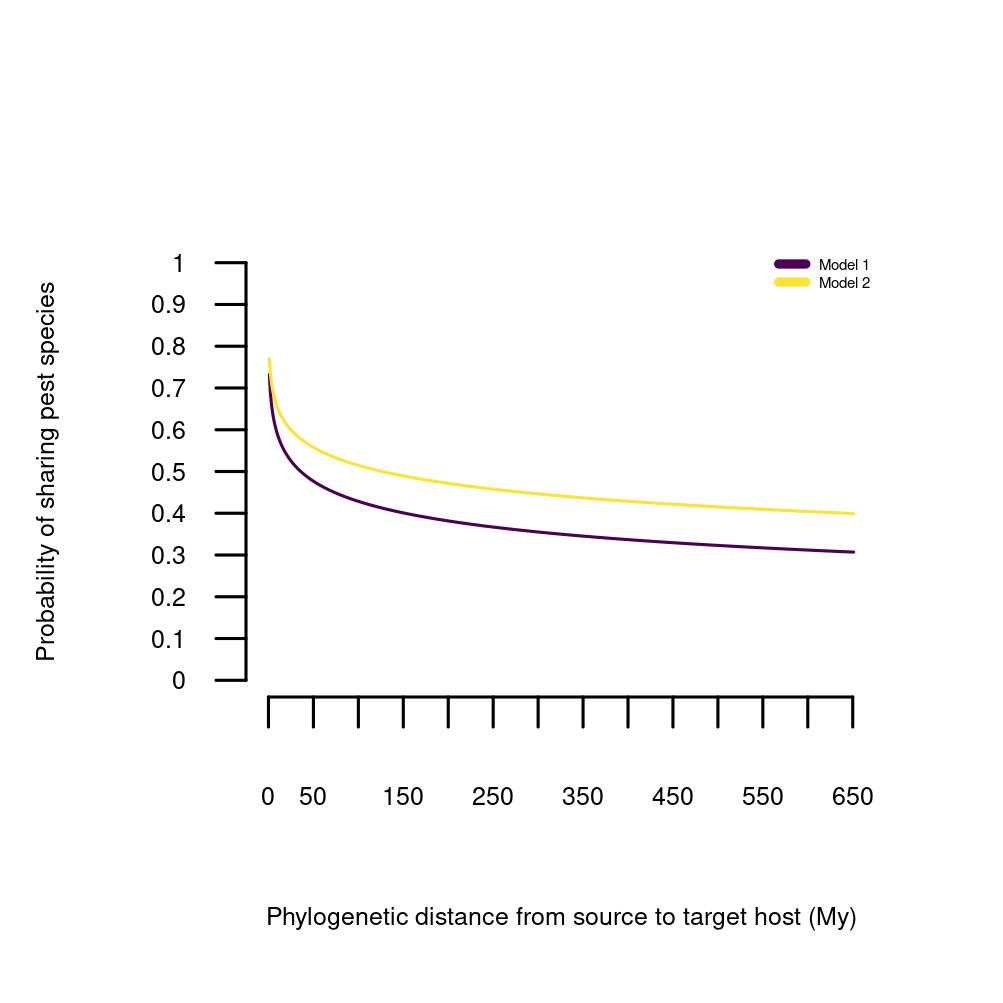 Model 1
Model 2
Probability of sharing pest species
1
0.9
0.8
0.7
0.6
0.5
0.4
0.3
0.2
0.1
0
0 50 150 250 350 450 550 650
Phylogenetic distance from source to target host (My)